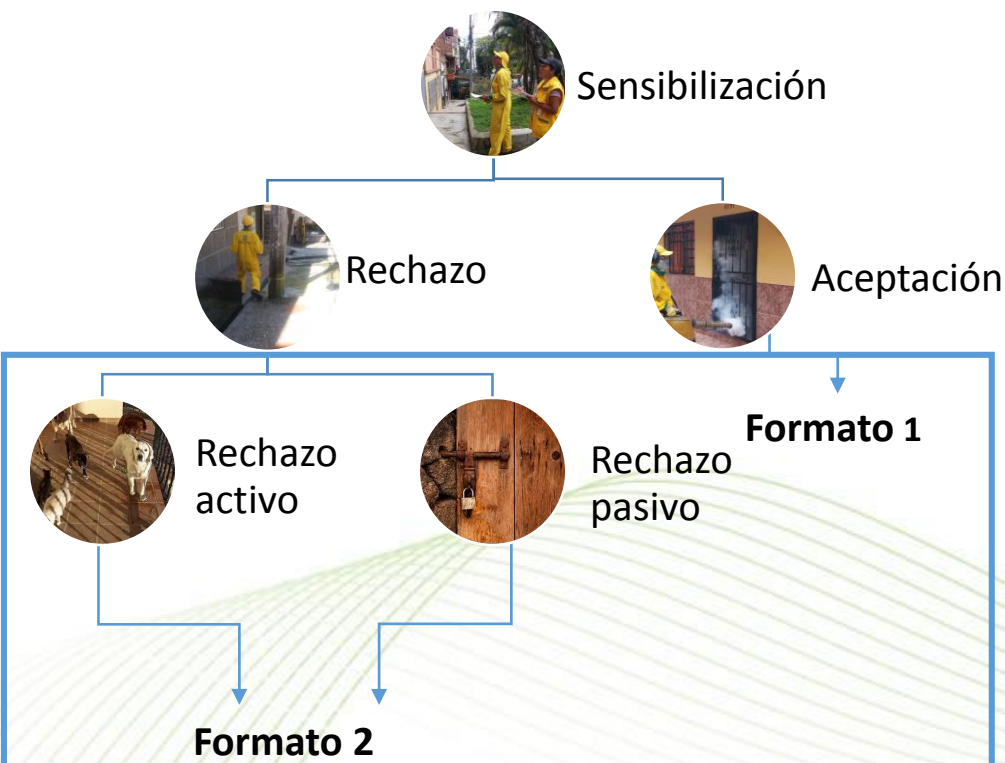 Sensibilización
Rechazo
Aceptación
Formato 1
Rechazo
activo
Rechazo
pasivo
Formato 2